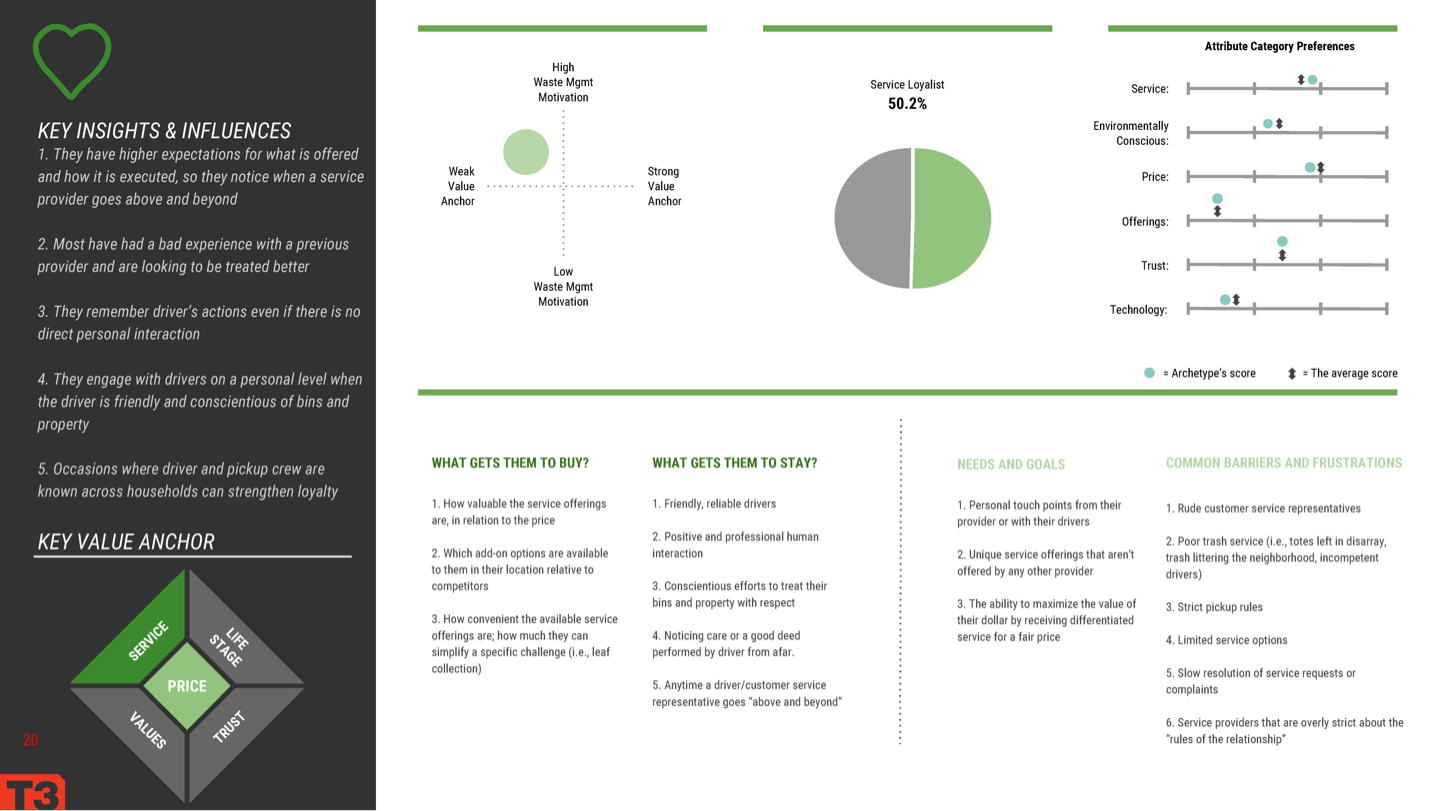 KEY INSIGHTS & INFLUENCES
1. They have higher expectations for what is offered
and how it is executed, so they notice when a service
provider goes above and beyond
2. Most have had a bad experience with a previous
provider and are looking to be treated better
3. They remember driver's actions even if there is no
direct personal interaction
4. They engage with drivers on a personal level when
the driver is friendly and conscientious of bins and
property
5. Occasions where driver and pickup crew are
known across households can strengthen loyalty
KEY VALUE ANCHOR
SERVICE
LIFE
STAGE
PRICE
VALUES
TRUST
20
T3
High
Waste Mgmt
Motivation
Weak
Value
Anchor
Strong
Value
Anchor
Low
Waste Mgmt
Motivation
Service Loyalist
50.2%
Attribute Category Preferences
Service:
Environmentally
Conscious:
Price:
Offerings:
Trust:
Technology:
= Archetype's score
= The average score
WHAT GETS THEM TO BUY?
1. How valuable the service offerings
are, in relation to the price
2. Which add-on options are available
to them in their location relative to
competitors
3. How convenient the available service
offerings are; how much they can
simplify a specific challenge (i.e., leaf
collection)
WHAT GETS THEM TO STAY?
1. Friendly, reliable drivers
2. Positive and professional human
interaction
3. Conscientious efforts to treat their
bins and property with respect
4. Noticing care or a good deed
performed by driver from afar.
5. Anytime a driver/customer service
representative goes "above and beyond"
NEEDS AND GOALS
1. Personal touch points from their
provider or with their drivers
2. Unique service offerings that aren't
offered by any other provider
3. The ability to maximize the value of
their dollar by receiving differentiated
service for a fair price
COMMON BARRIERS AND FRUSTRATIONS
1. Rude customer service representatives
2. Poor trash service (i.e., totes left in disarray,
trash littering the neighborhood, incompetent
drivers)
3. Strict pickup rules
4. Limited service options
5. Slow resolution of service requests or
complaints
6. Service providers that are overly strict about the
"rules of the relationship"